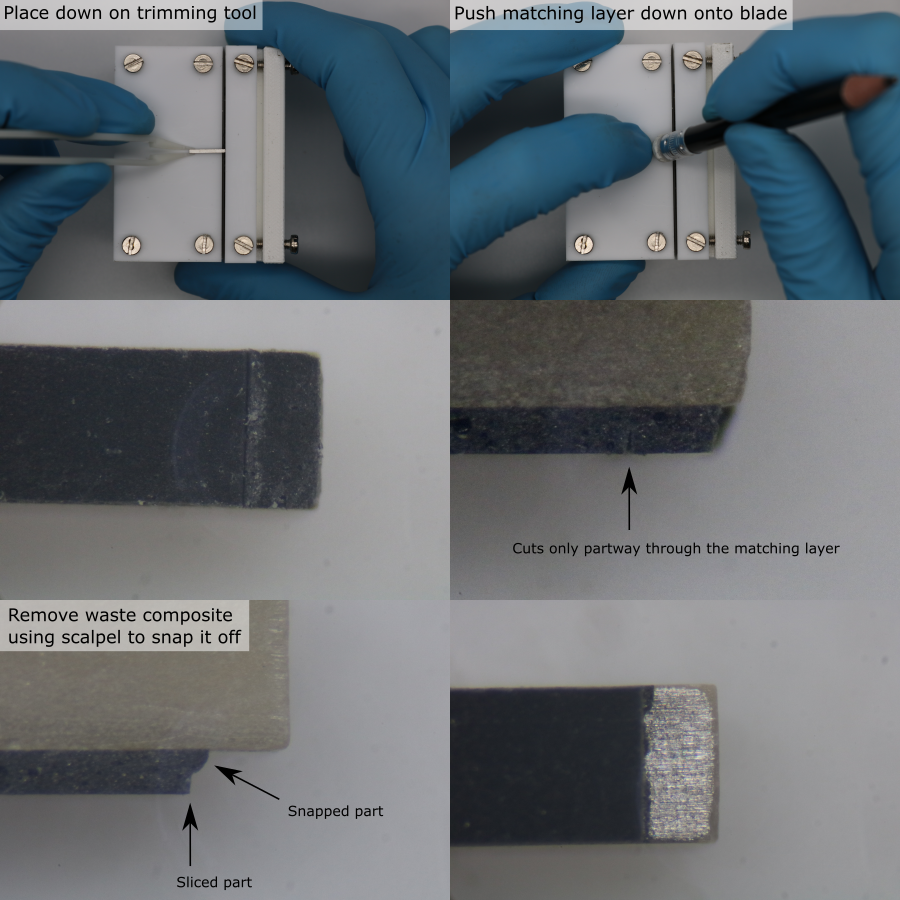 Place down on trimming tool
Push matching layer down onto blade
Cuts only partway through the matching layer
Remove waste composite
using scalpel to snap it off
Snapped part
Sliced part